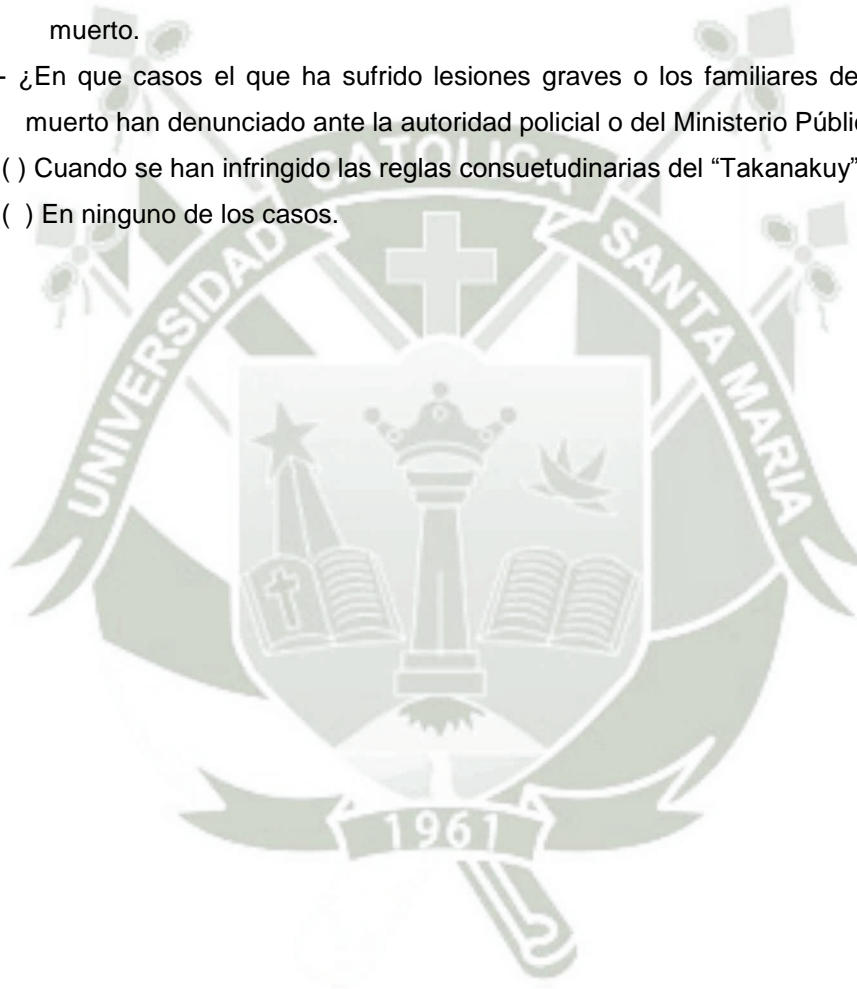 muerto.
- ¿En que casos el que ha sufrido lesiones graves o los familiares de
muerto han denunciado ante la autoridad policial o del Ministerio Públi
( ) Cuando se han infringido las reglas consuetudinarias del “Takanakuy”
( ) En ninguno de los casos.
UNIVERSIDAD CATOLICA SANTA MARIA
1961